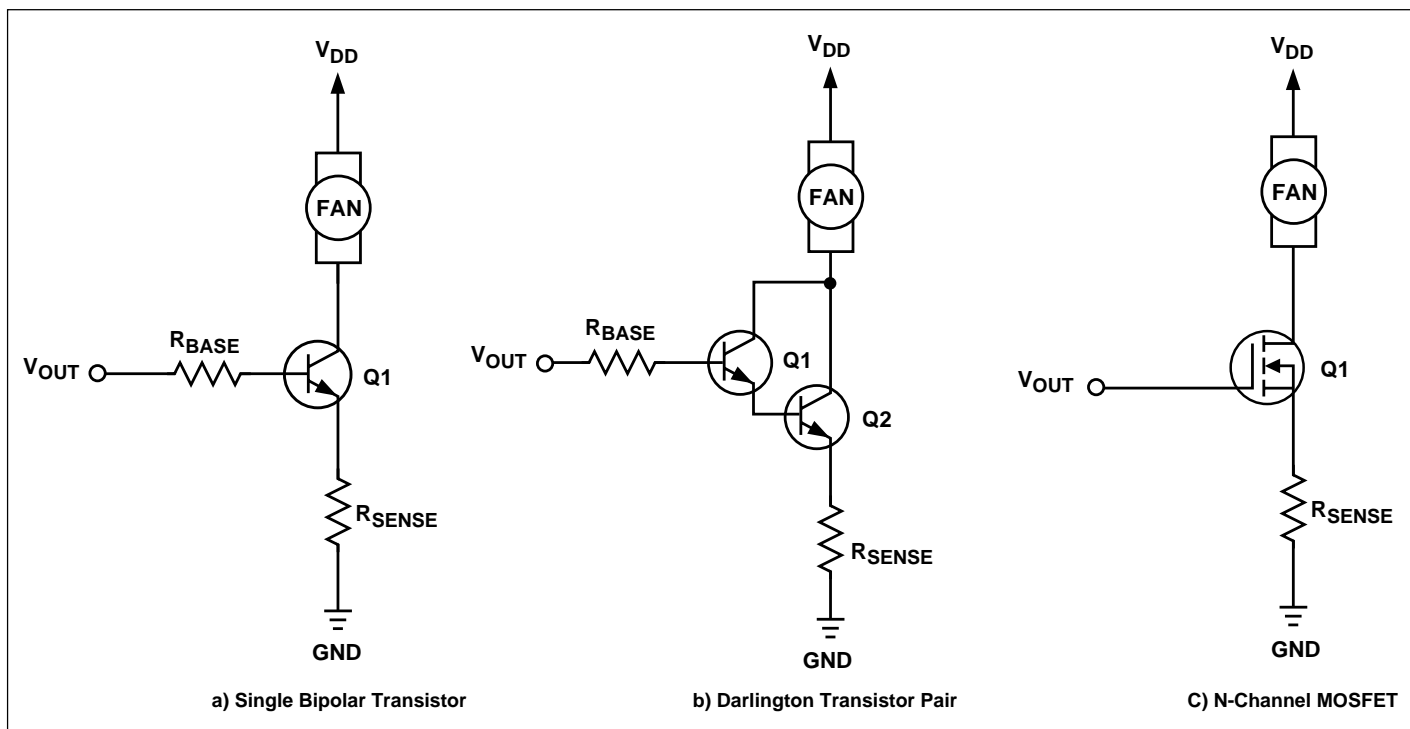 VDD
FAN
RBASE
VOUT
Q1
RSENSE
GND
a) Single Bipolar Transistor
VDD
FAN
RBASE
VOUT
Q1
Q2
RSENSE
GND
b) Darlington Transistor Pair
VDD
FAN
VOUT
Q1
RSENSE
GND
C) N-Channel MOSFET